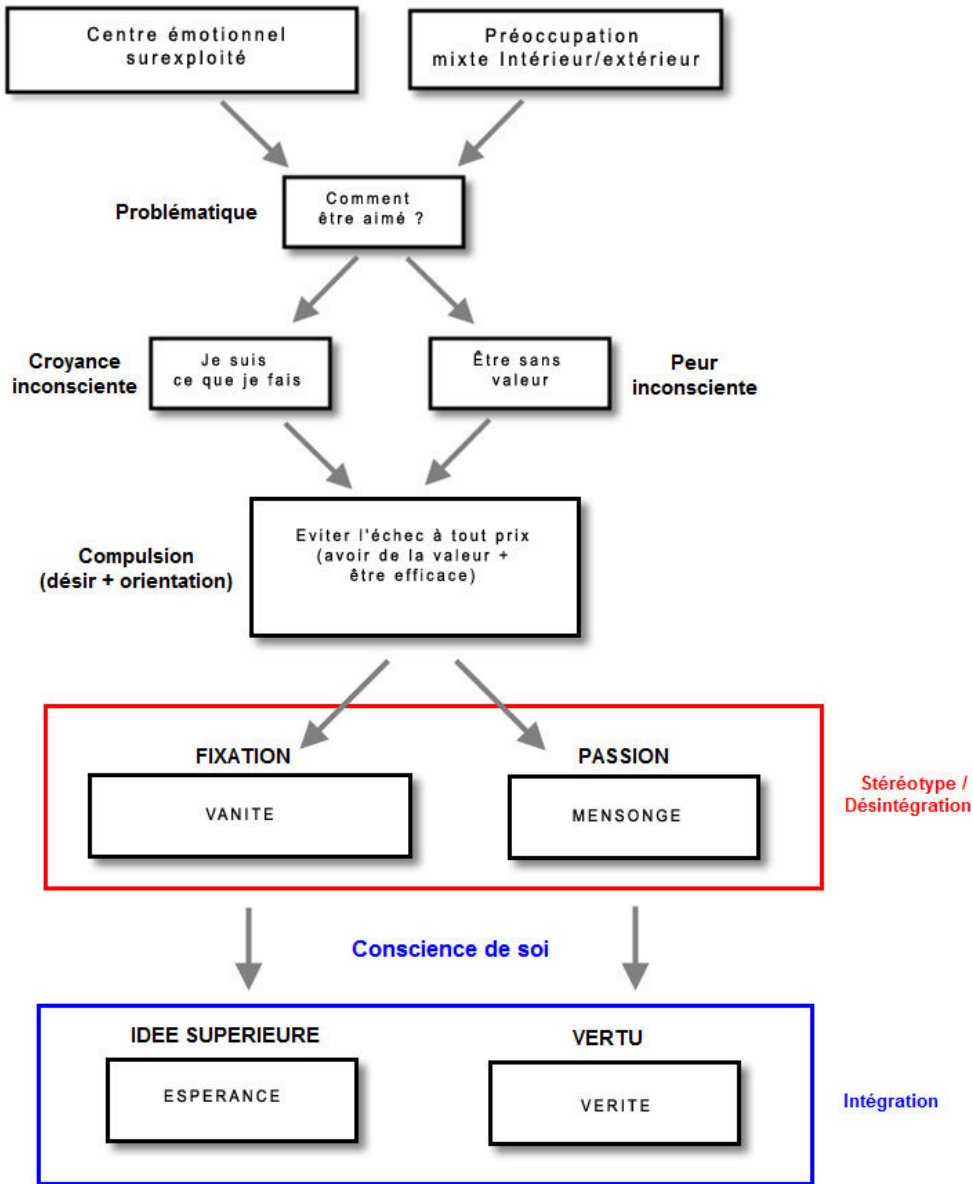 Centre émotionnel
surexploité
Préoccupation
mixte Intérieur/extérieur
Problématique
Comment
être aimé ?
Croyance
inconsciente
Je suis
ce que je fais
Être sans
valeur
Peur
inconsciente
Compulsion
(désir + orientation)
Eviter l'échec à tout prix
(avoir de la valeur +
être efficace)
FIXATION
VANITE
PASSION
MENSONGE
Stéréotype /
Désintégration
Conscience de soi
IDEE SUPERIEURE
ESPERANCE
VERTU
VERITE
Intégration